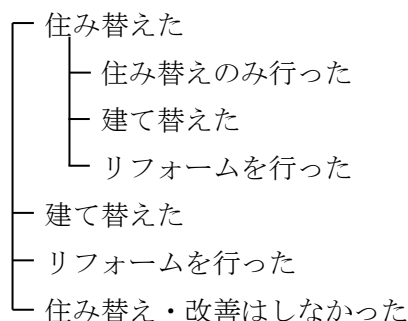 住み替えた
住み替えのみ行った
建て替えた
リフォームを行った
建て替えた
リフォームを行った
住み替え・改善はしなかった